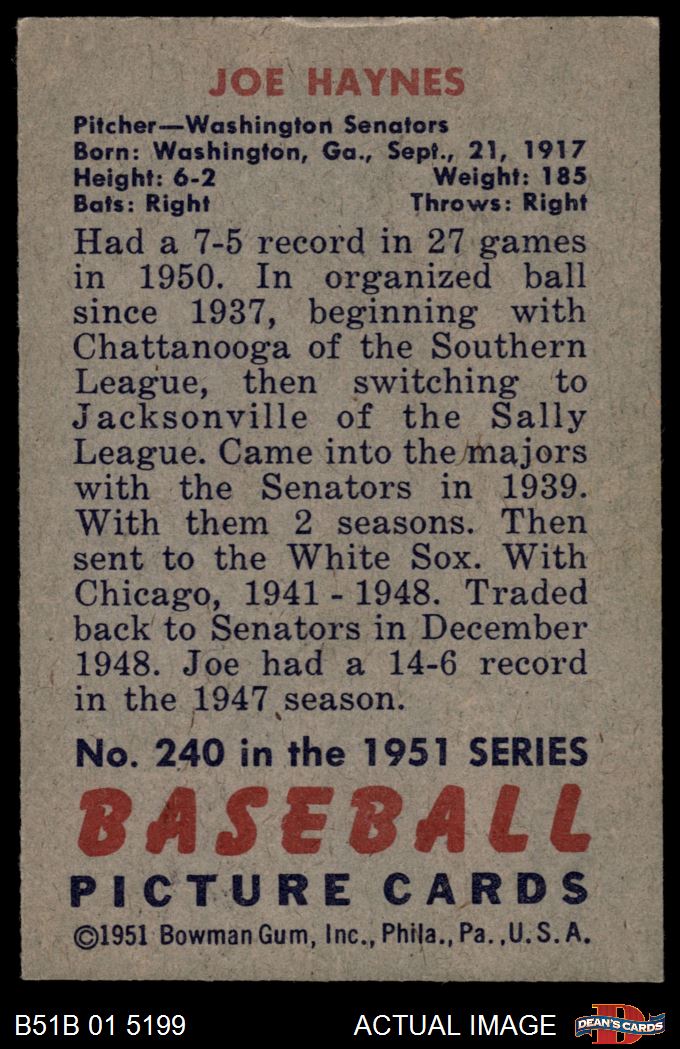 JOE HAYNES
Pitcher—Washington Senators
Born: Washington, Ga., Sept., 21, 1917
Height: 6-2 Weight: 185
Bats: Right Throws: Right
Had a 7-5 record in 27 games
in 1950. In organized ball
since 1937, beginning with
Chattanooga of the Southern
League, then switching to
Jacksonville of the Sally
League. Came into the majors
with the Senators in 1939.
With them 2 seasons. Then
sent to the White Sox. With
Chicago, 1941 - 1948. Traded
back to Senators in December
1948. Joe had a 14-6 record
in the 1947 season.
No. 240 in the 1951 SERIES
BASEBALL
PICTURE CARDS
©1951 Bowman Gum, Inc., Phila., Pa., U. S. A.
B51B 01 5199 ACTUAL IMAGE
D
DEAN'S CARDS